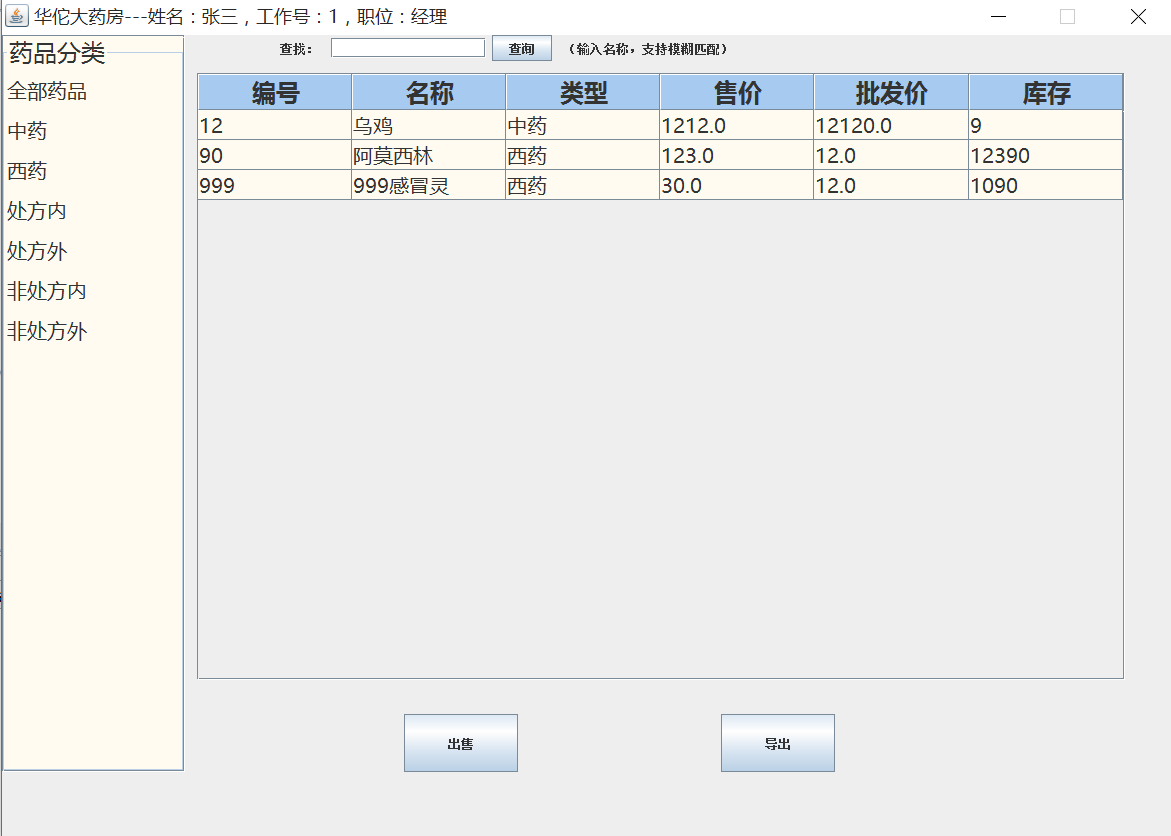 华佗大药房---姓名：张三，工作号：1，职位：经理
药品分类
全部药品
中药
西药
处方内
处方外
非处方内
非处方外
查找： 查询 （输入名称，支持模糊匹配）
编号 名称 类型 售价 批发价 库存
12 乌鸡 中药 1212.0 12120.0 9
90 阿莫西林 西药 123.0 12.0 12390
999 999感冒灵 西药 30.0 12.0 1090
出售 导出